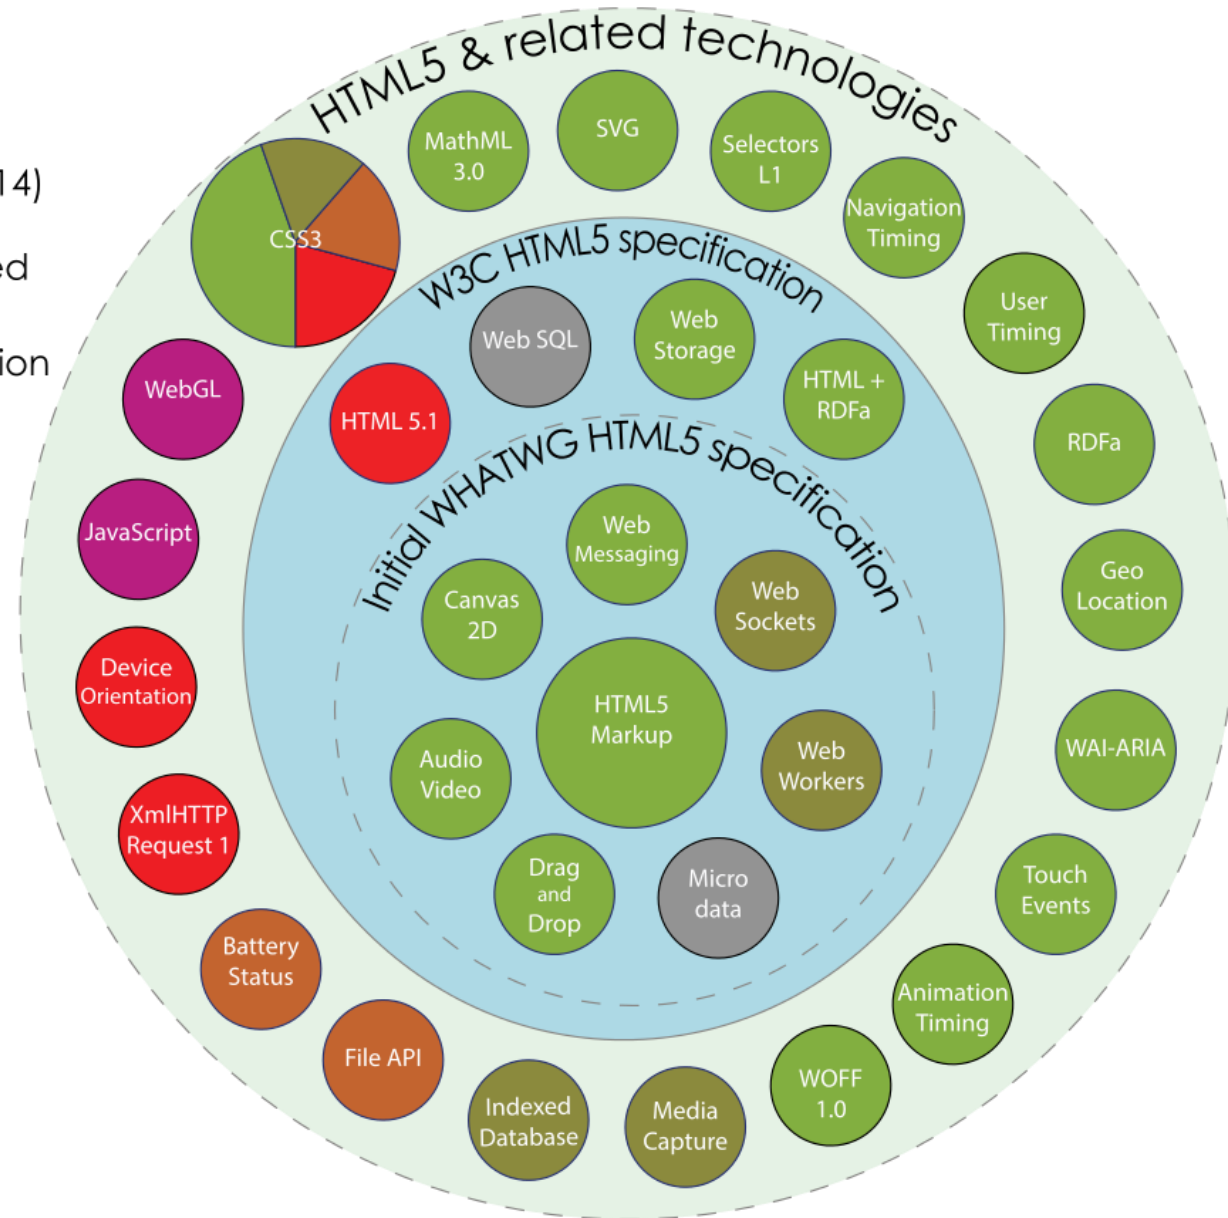 HTML5 & related technologies
14)
ed
ion
MathML
3.0
SVG
Selectors
L1
Navigation
Timing
User
Timing
RDFa
Geo
Location
WAI-ARIA
Touch
Events
Animation
Timing
WOFF
1.0
Media
Capture
Indexed
Database
File API
Battery
Status
XmlHTTP
Request 1
Device
Orientation
JavaScript
WebGL
CSS3
W3C HTML5 specification
HTML 5.1
Web SQL
Web
Storage
HTML +
RDFa
Initial WHATWG HTML5 specification
Web
Messaging
Canvas
2D
Web
Sockets
HTML5
Markup
Audio
Video
Web
Workers
Drag
and
Drop
Micro
data